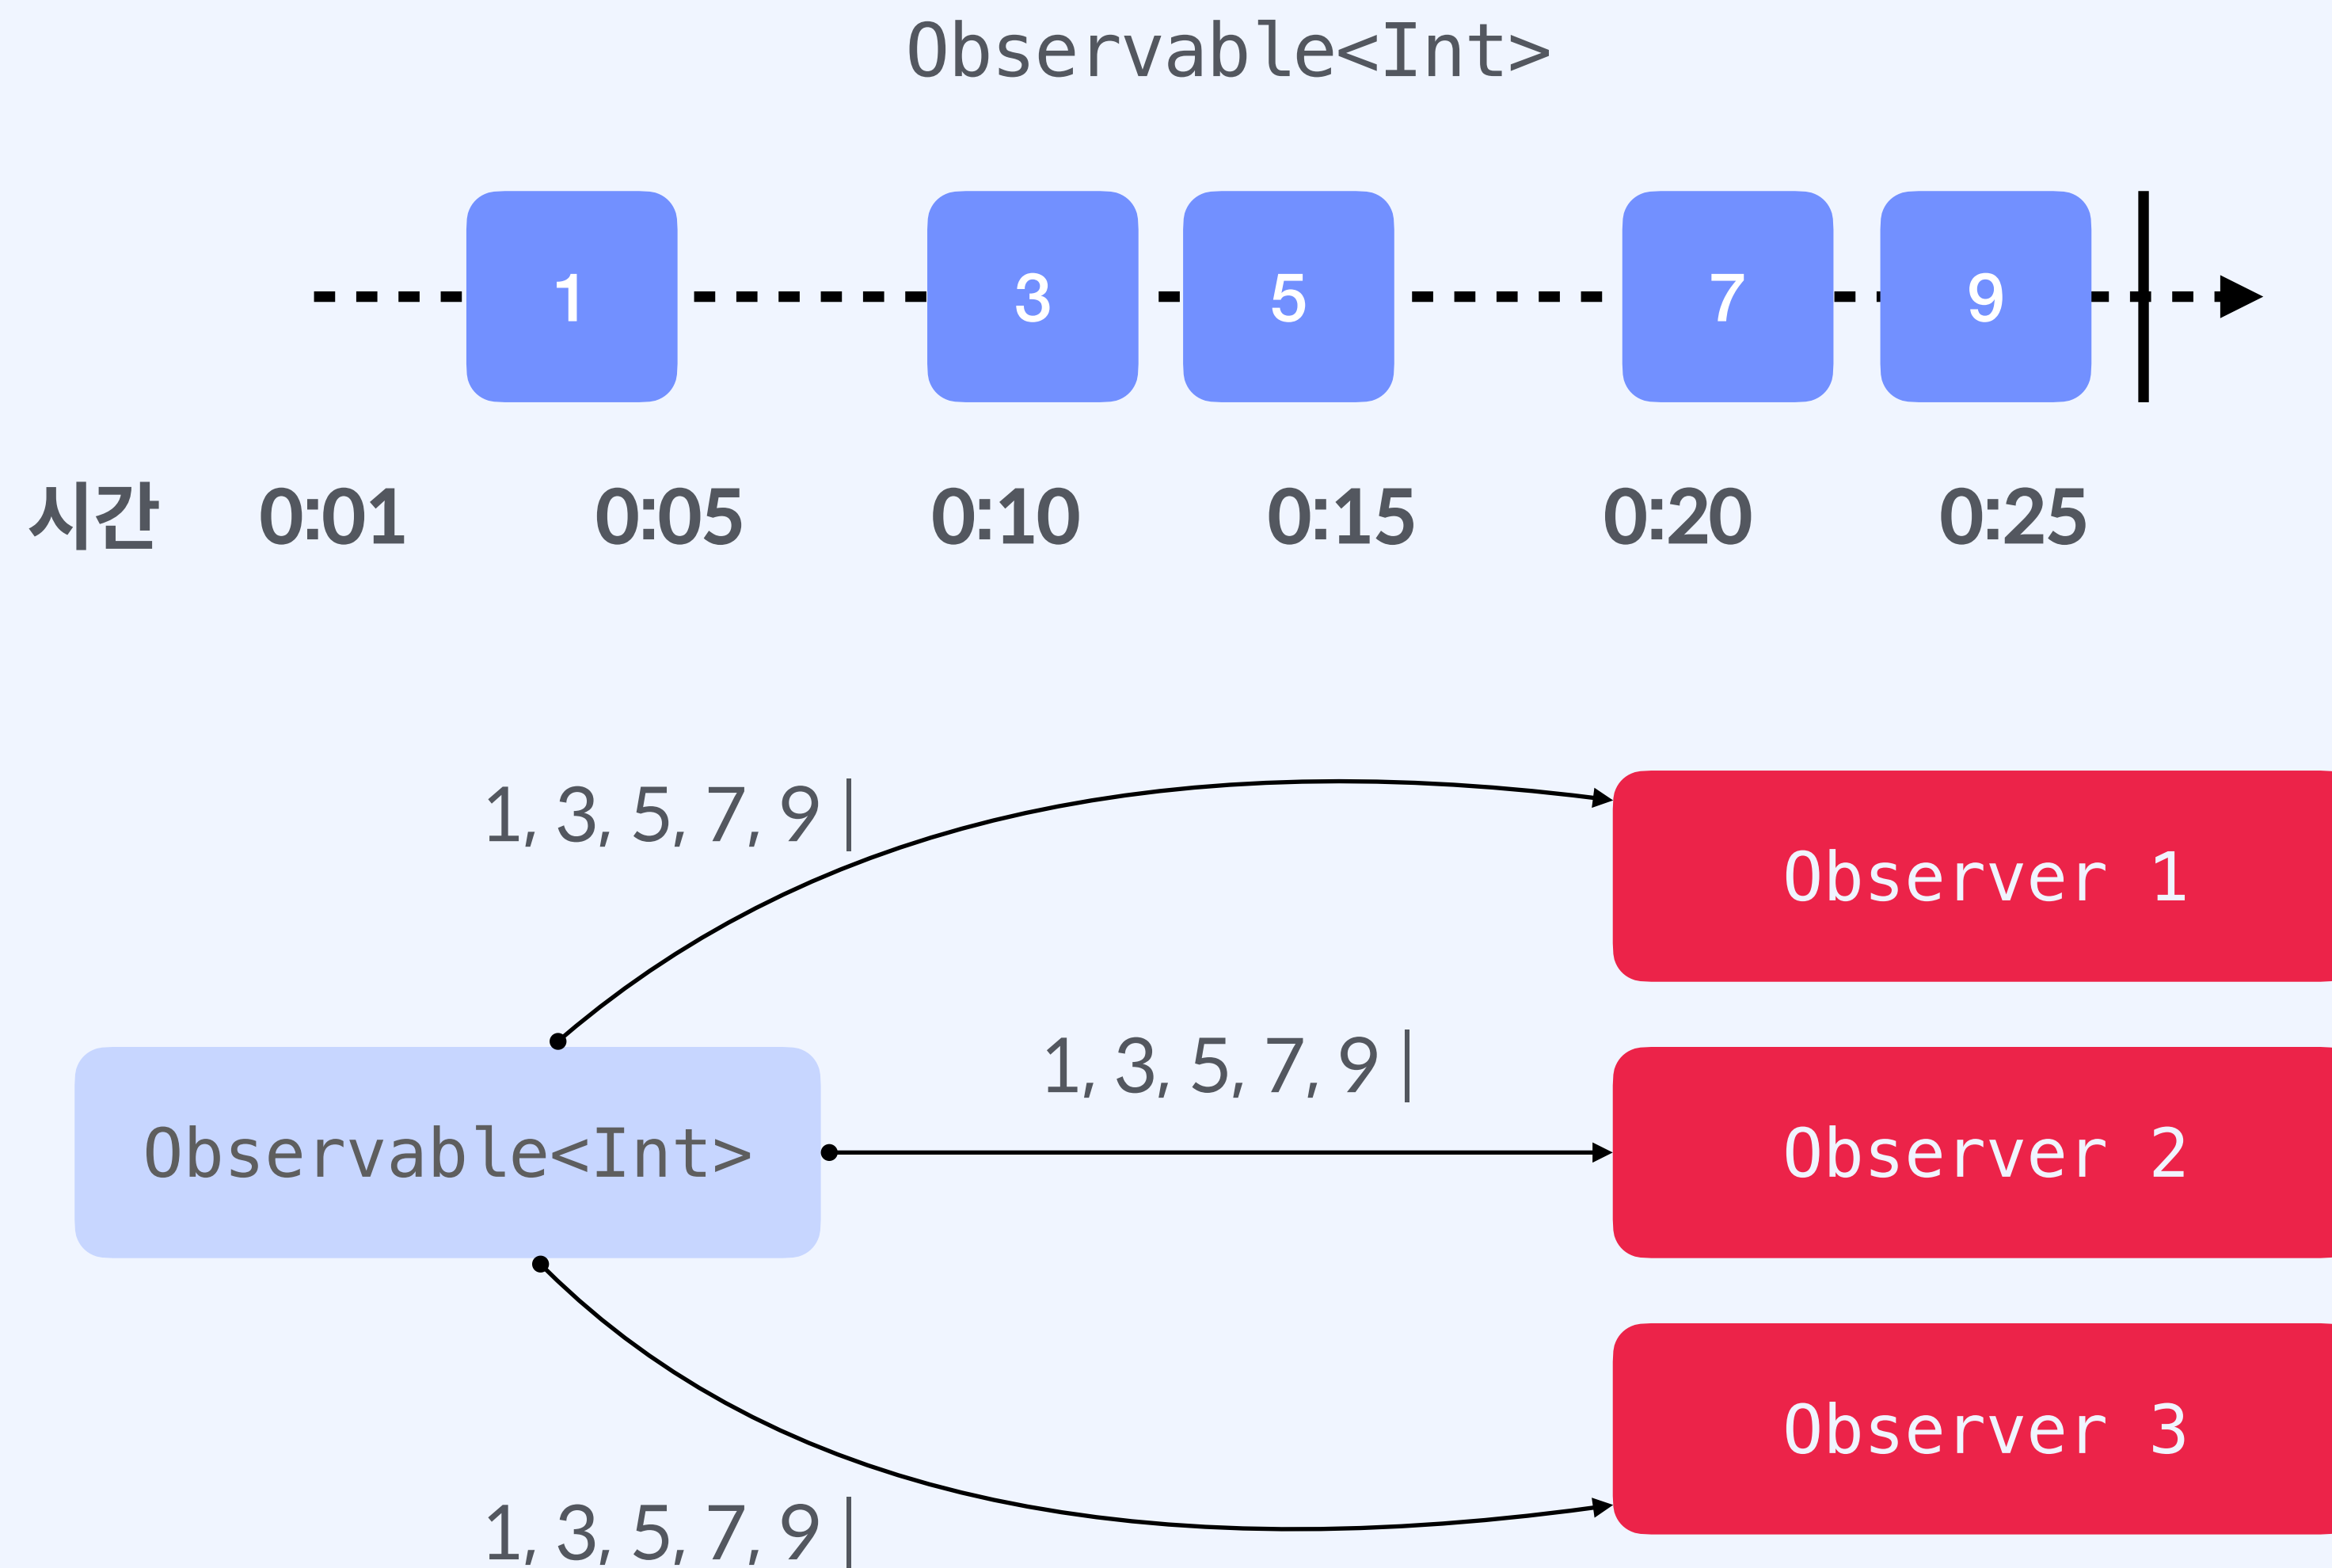 Observable<Int>
1 3 5 7 9
시간 0:01 0:05 0:10 0:15 0:20 0:25
1, 3, 5, 7, 9 |
Observer 1
1, 3, 5, 7, 9 |
Observable<Int>
Observer 2
Observer 3
1, 3, 5, 7, 9 |